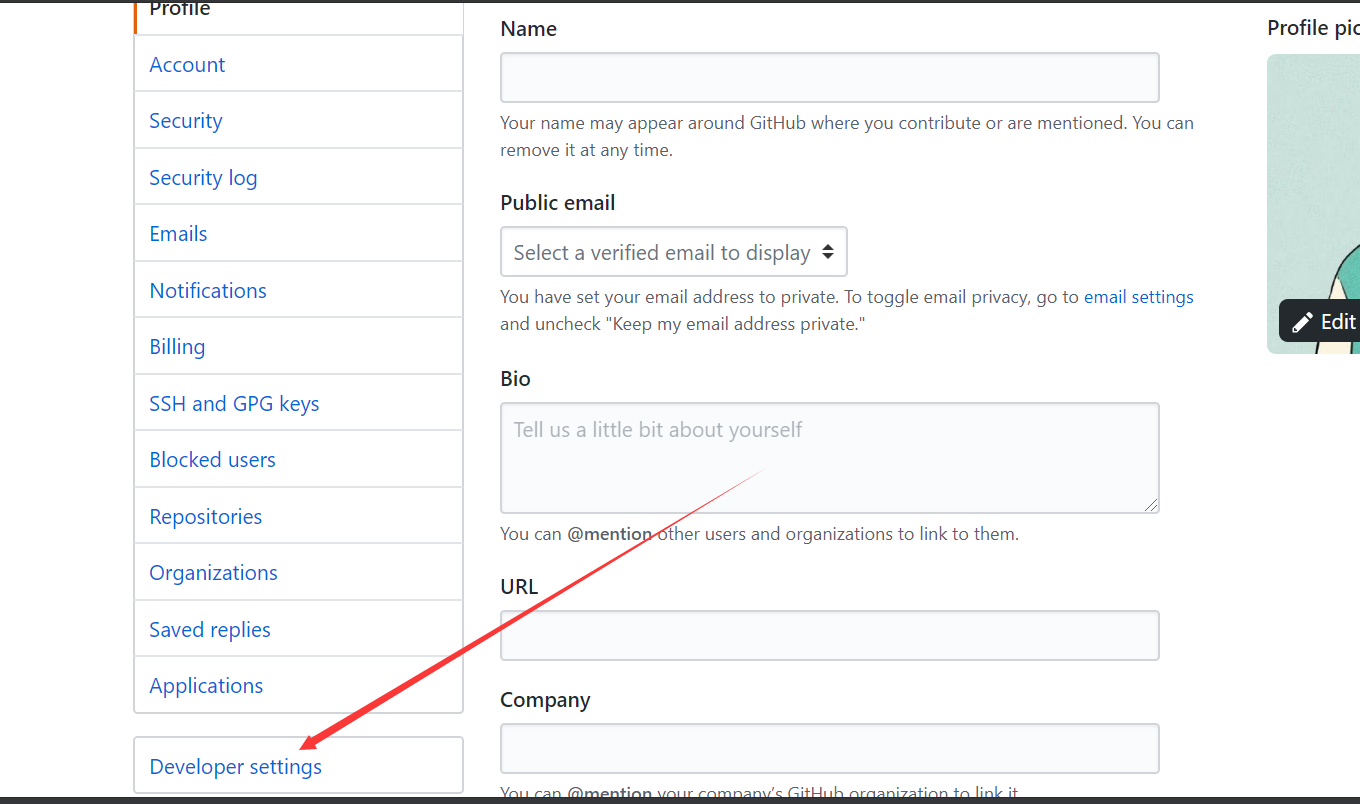 Profile
Account
Security
Security log
Emails
Notifications
Billing
SSH and GPG keys
Blocked users
Repositories
Organizations
Saved replies
Applications
Developer settings
Name
Your name may appear around GitHub where you contribute or are mentioned. You can
remove it at any time.
Public email
Select a verified email to display
You have set your email address to private. To toggle email privacy, go to email settings
and uncheck "Keep my email address private."
Bio
Tell us a little bit about yourself
You can @mention other users and organizations to link to them.
URL
Company
You can @mention your company's GitHub organization to link it.
Profile pic
Edit